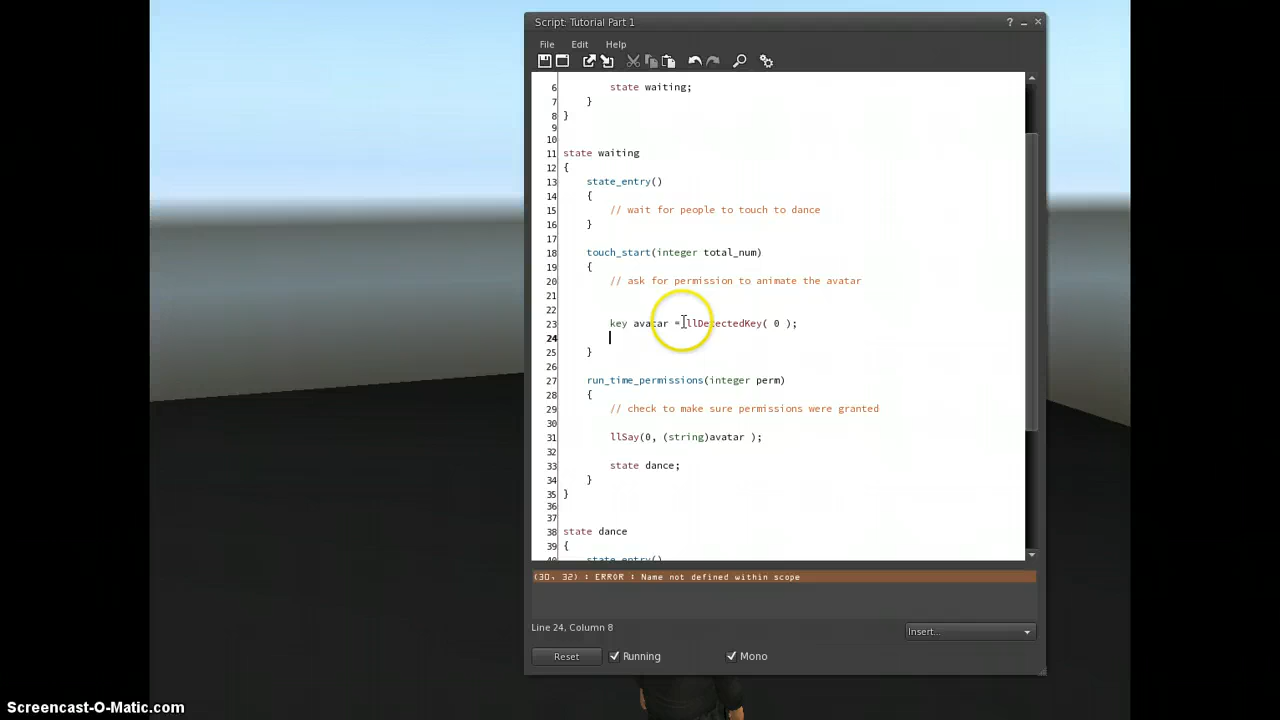 Script: Tutorial Part 1
?
File Edit Help
6 state waiting;
7 }
8 }
9
10
11 state waiting
12 {
13 state_entry()
14 {
15 // wait for people to touch to dance
16 }
17
18 touch_start(integer total_num)
19 {
20 // ask for permission to animate the avatar
21
22
23 key avatar = llDetectedKey( 0 );
24
25 }
26
27 run_time_permissions(integer perm)
28 {
29 // check to make sure permissions were granted
30
31 llSay(0, (string)avatar );
32
33 state dance;
34 }
35 }
36
37
38 state dance
39 {
40 state_entry()
(30, 32) : ERROR : Name not defined within scope
Line 24, Column 8
Insert...
Reset Running Mono
Screencast-O-Matic.com